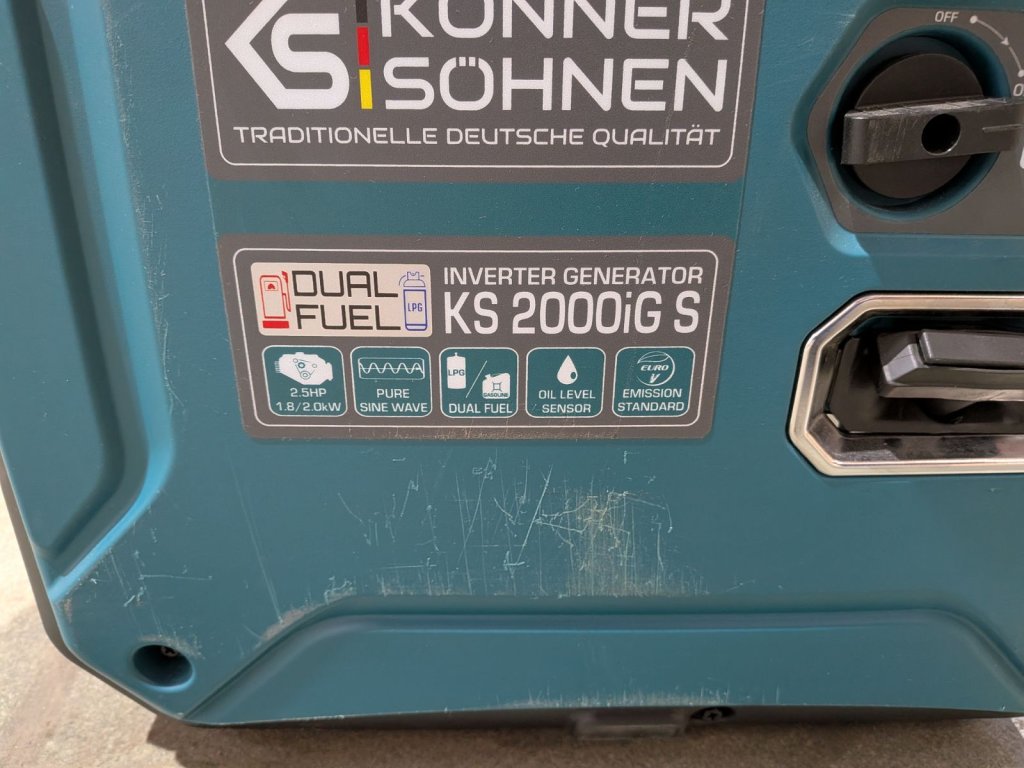 KÖNNER
SÖHNEN
TRADITIONELLE DEUTSCHE QUALITÄT
OFF
DUAL
FUEL
LPG
INVERTER GENERATOR
KS 2000iG S
2.5HP
1.8/2.0kW
PURE
SINE WAVE
LPG
GASOLINE
DUAL FUEL
OIL LEVEL
SENSOR
EURO
V
EMISSION
STANDARD